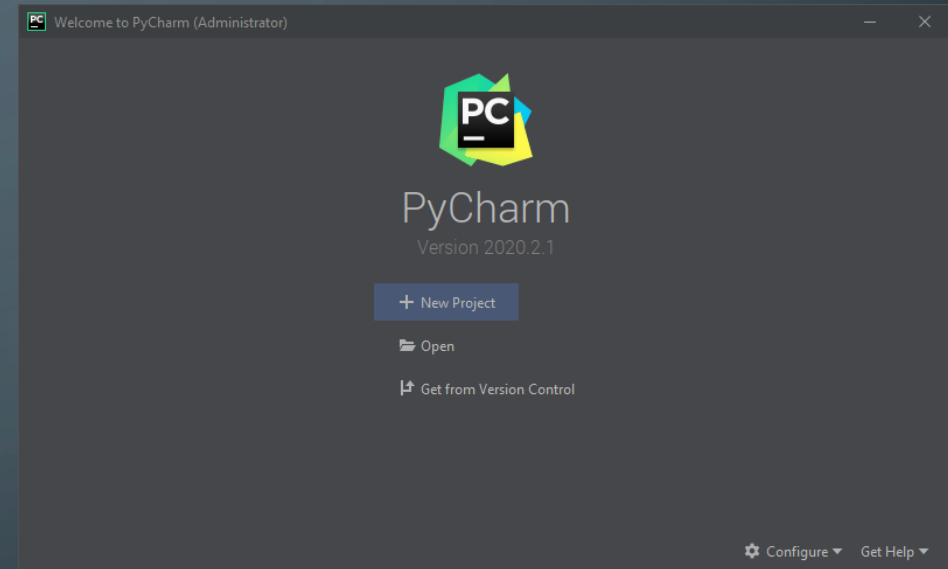 PC Welcome to PyCharm (Administrator)
PC
PyCharm
Version 2020.2.1
New Project
Open
Get from Version Control
Configure Get Help